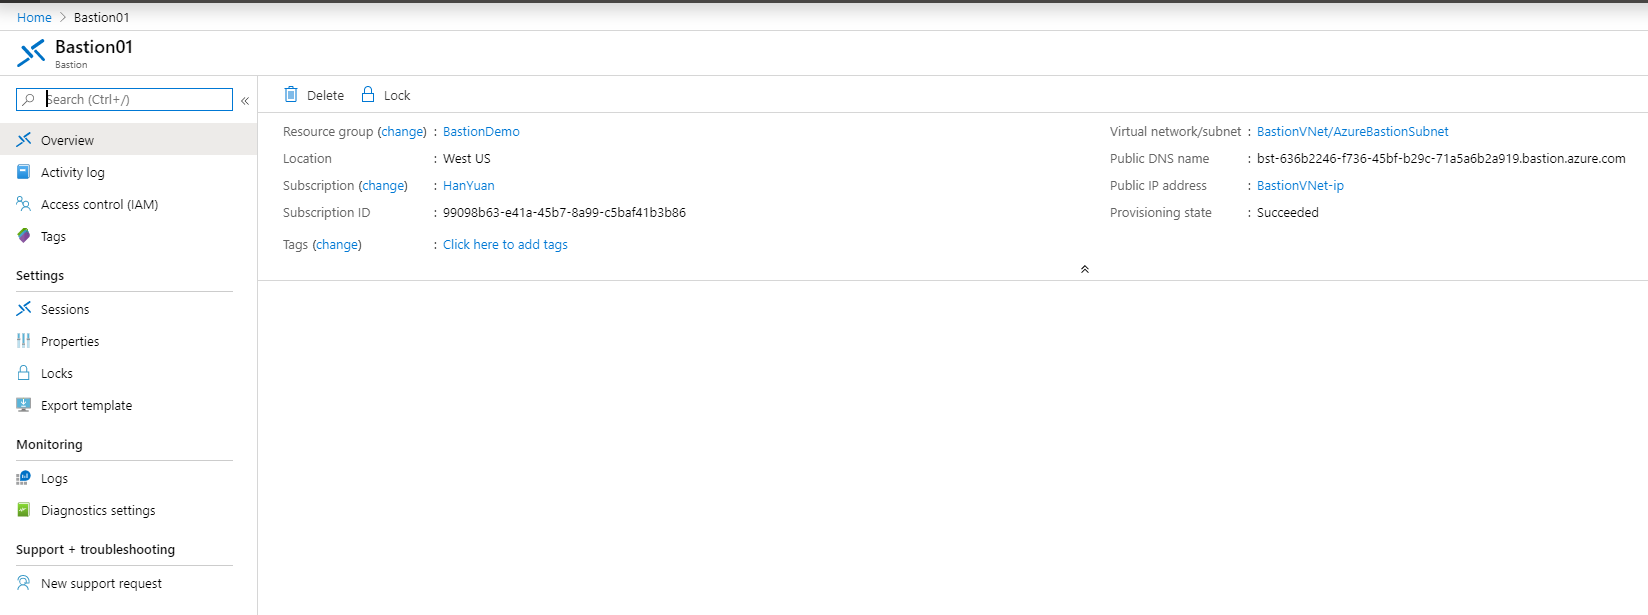 Home > Bastion01
Bastion01
Bastion
Search (Ctrl+/)
«
Overview
Activity log
Access control (IAM)
Tags
Settings
Sessions
Properties
Locks
Export template
Monitoring
Logs
Diagnostics settings
Support + troubleshooting
New support request
Delete Lock
Resource group (change) : BastionDemo
Location : West US
Subscription (change) : HanYuan
Subscription ID : 99098b63-e41a-45b7-8a99-c5baf41b3b86
Tags (change) : Click here to add tags
Virtual network/subnet : BastionVNet/AzureBastionSubnet
Public DNS name : bst-636b2246-f736-45bf-b29c-71a5a6b2a919.bastion.azure.com
Public IP address : BastionVNet-ip
Provisioning state : Succeeded